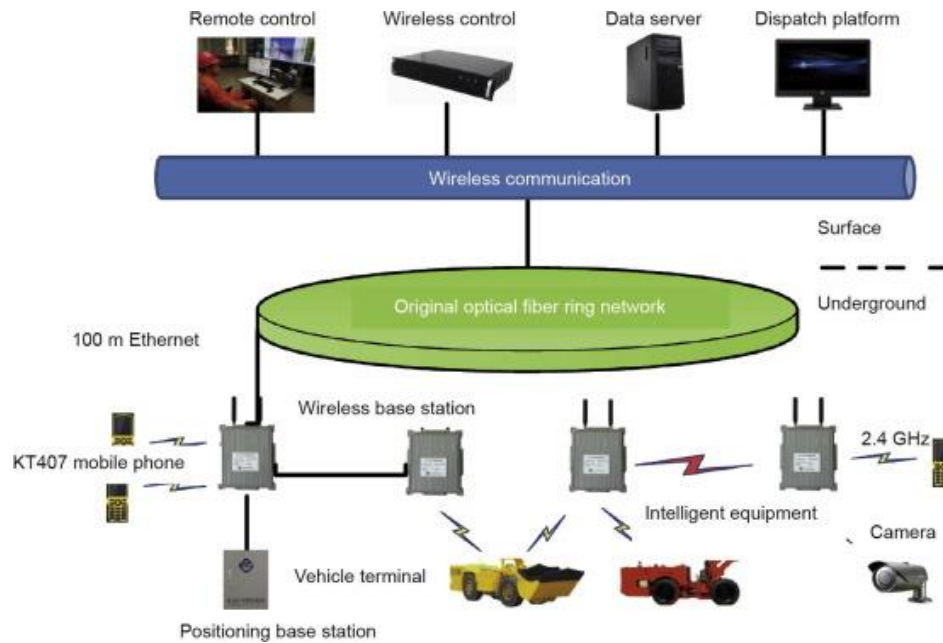 Remote control
Wireless control
Data server
Dispatch platform
Wireless communication
Surface
Original optical fiber ring network
Underground
100 m Ethernet
Wireless base station
2.4 GHz
KT407 mobile phone
Intelligent equipment
Camera
Vehicle terminal
Positioning base station